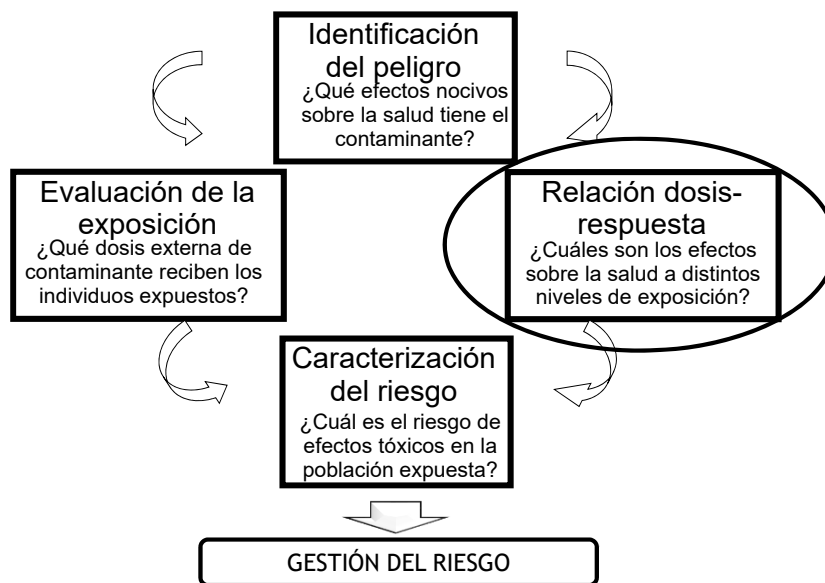 Identificación
del peligro
¿Qué efectos nocivos
sobre la salud tiene el
contaminante?
Evaluación de la
exposición
¿Qué dosis externa de
contaminante reciben los
individuos expuestos?
Relación dosis-
respuesta
¿Cuáles son los efectos
sobre la salud a distintos
niveles de exposición?
Caracterización
del riesgo
¿Cuál es el riesgo de
efectos tóxicos en la
población expuesta?
GESTIÓN DEL RIESGO